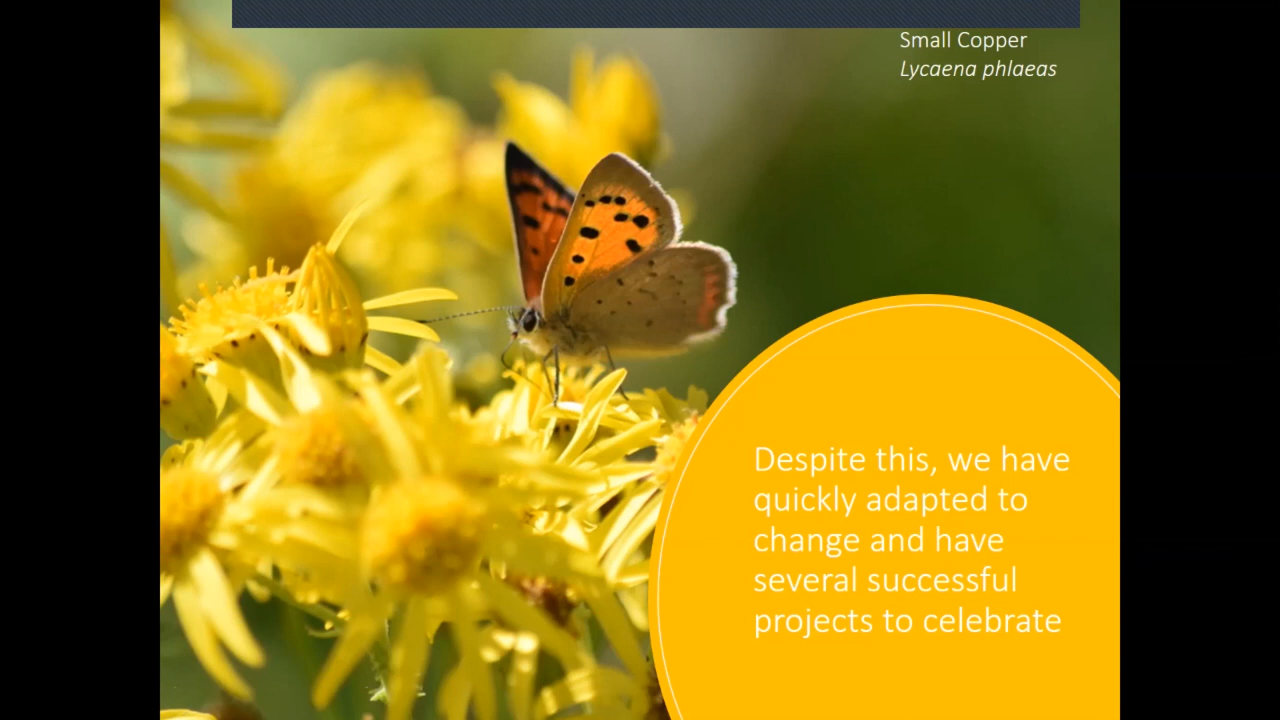 Small Copper
Lycaena phlaeas
Despite this, we have
quickly adapted to
change and have
several successful
projects to celebrate